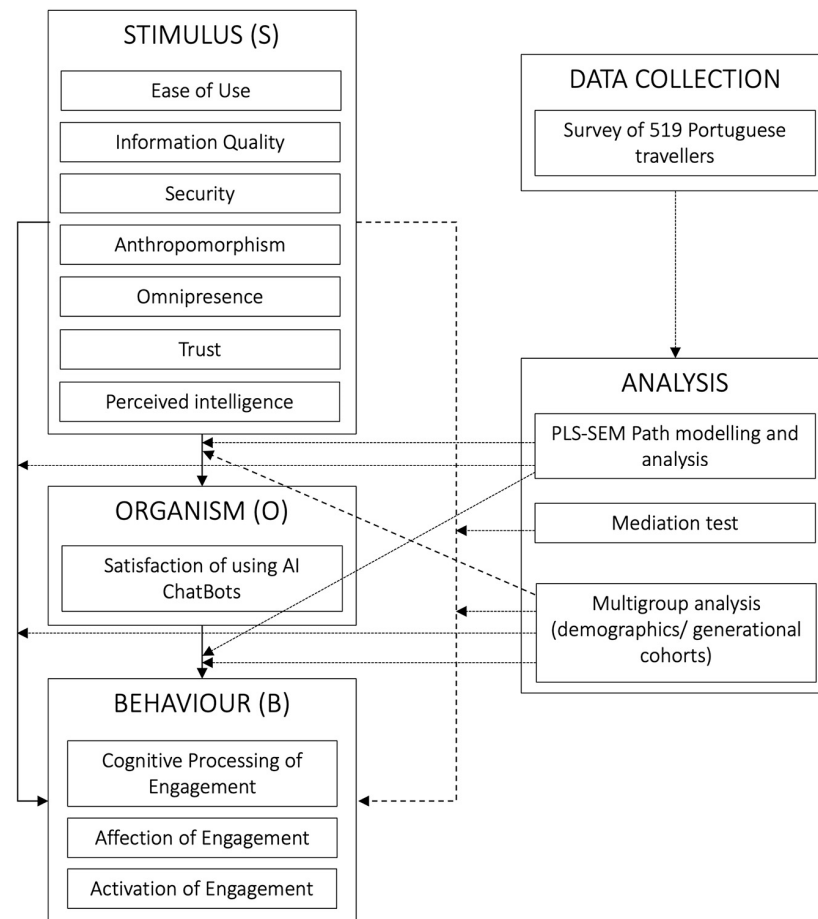 STIMULUS (S)
Ease of Use
Information Quality
Security
Anthropomorphism
Omnipresence
Trust
Perceived intelligence
ORGANISM (O)
Satisfaction of using AI
ChatBots
BEHAVIOUR (B)
Cognitive Processing of
Engagement
Affection of Engagement
Activation of Engagement
DATA COLLECTION
Survey of 519 Portuguese
travellers
ANALYSIS
PLS-SEM Path modelling and
analysis
Mediation test
Multigroup analysis
(demographics/ generational
cohorts)